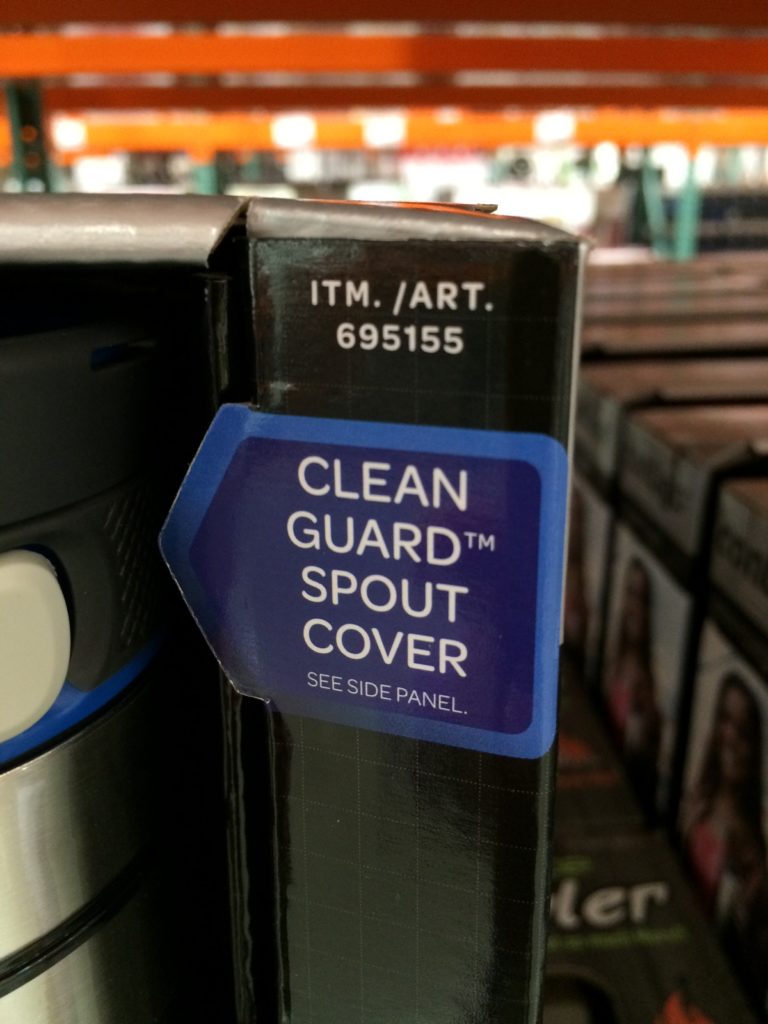 ITM. /ART.
695155
CLEAN
GUARD™
SPOUT
COVER
SEE SIDE PANEL.